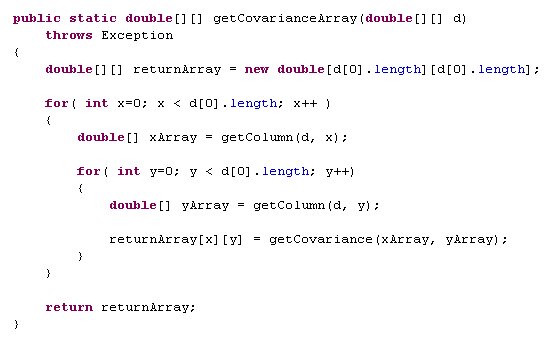 public static double[][] getCovarianceArray(double[][] d)
    throws Exception
{
    double[][] returnArray = new double[d[0].length][d[0].length];
    for( int x=0; x < d[0].length; x++ )
    {
        double[] xArray = getColumn(d, x);
        for( int y=0; y < d[0].length; y++)
        {
            double[] yArray = getColumn(d, y);
            returnArray[x][y] = getCovariance(xArray, yArray);
        }
    }
    return returnArray;
}